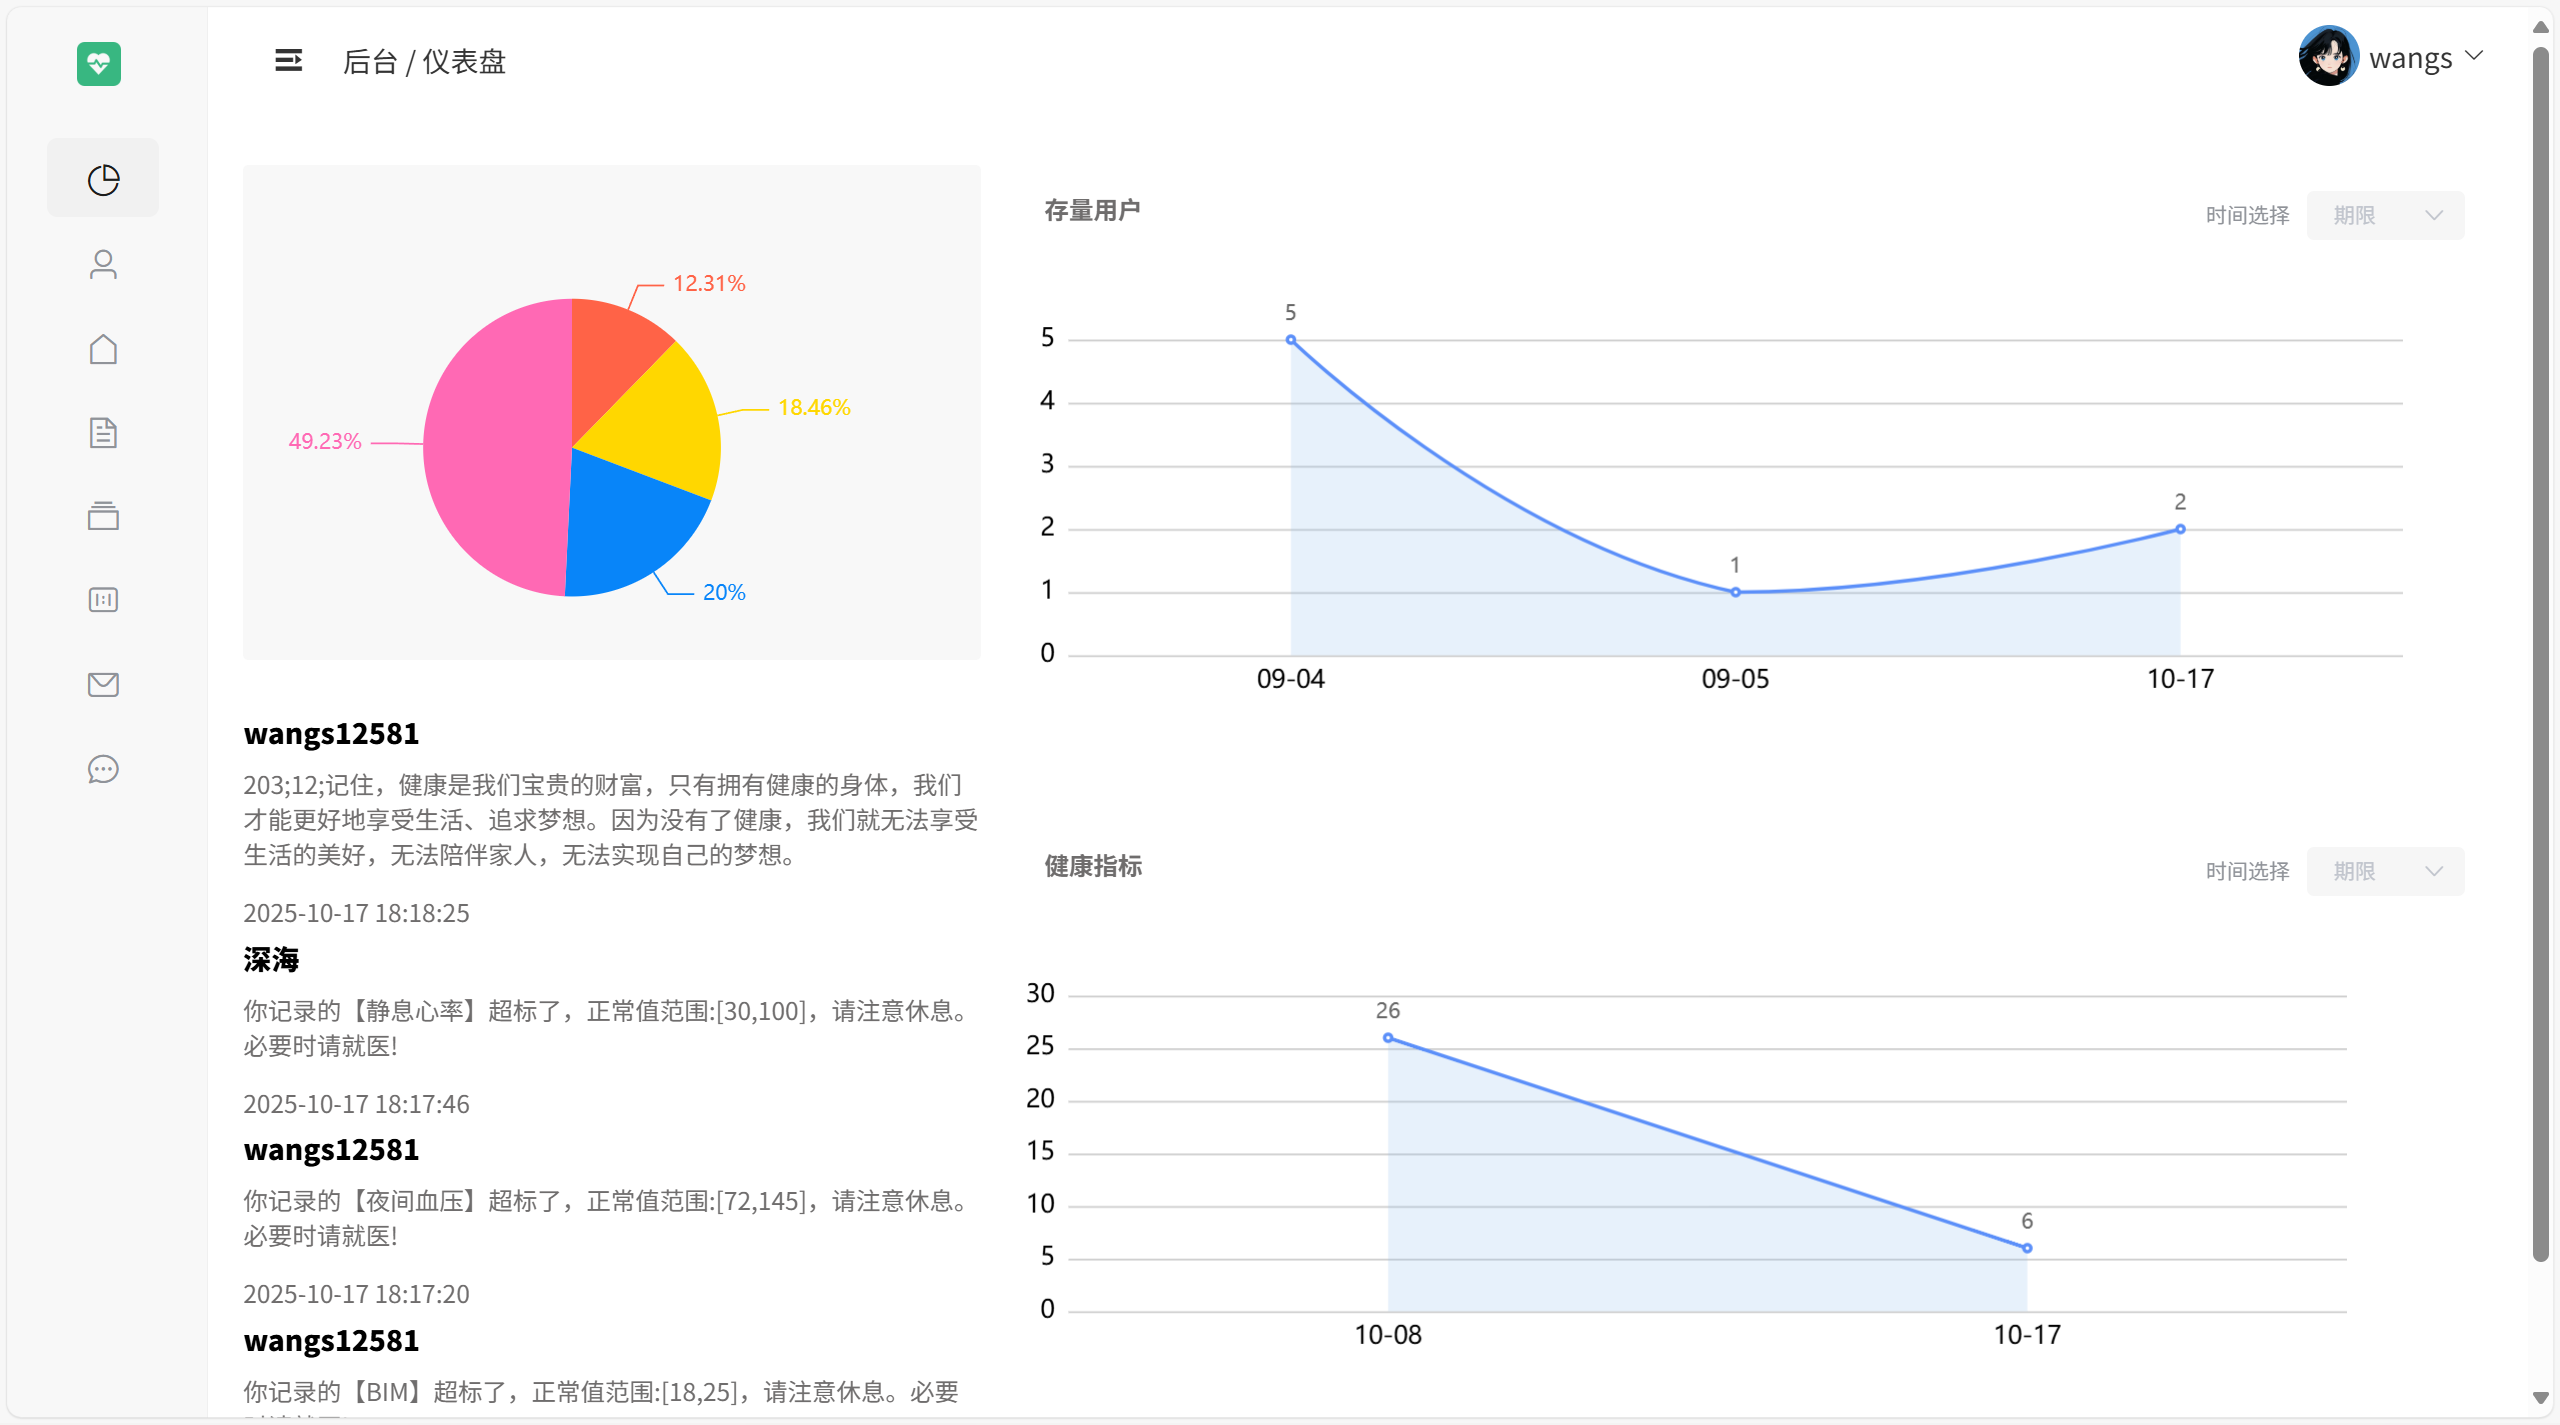 后台 / 仪表盘
wangs
12.31%
18.46%
49.23%
20%
存量用户
时间选择
期限
5
5
4
3
2
2
1
1
0
09-04
09-05
10-17
wangs12581
203;12;记住，健康是我们宝贵的财富，只有拥有健康的身体，我们
才能更好地享受生活、追求梦想。因为没有了健康，我们就无法享受
生活的美好，无法陪伴家人，无法实现自己的梦想。
2025-10-17 18:18:25
深海
你记录的【静息心率】超标了，正常值范围:[30,100]，请注意休息。
必要时请就医!
2025-10-17 18:17:46
wangs12581
你记录的【夜间血压】超标了，正常值范围:[72,145]，请注意休息。
必要时请就医!
2025-10-17 18:17:20
wangs12581
你记录的【BIM】超标了，正常值范围:[18,25]，请注意休息。必要
健康指标
时间选择
期限
30
26
25
20
15
10
6
5
0
10-08
10-17